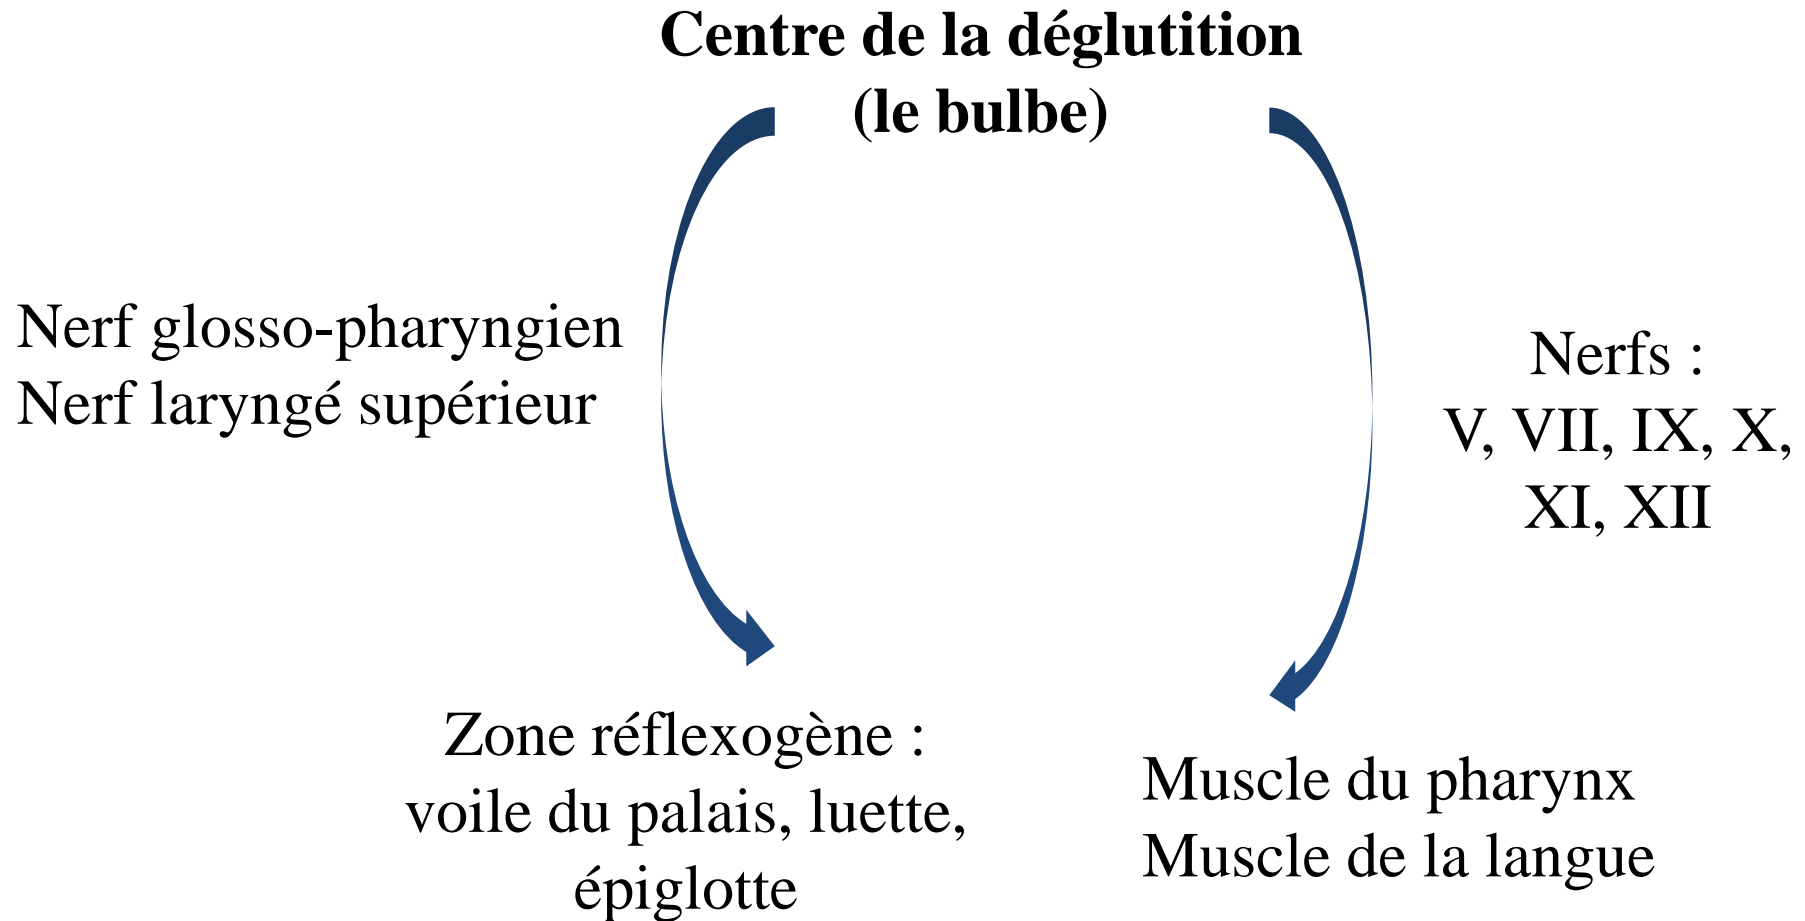 Centre de la déglutition
(le bulbe)
Nerf glosso-pharyngien
Nerf laryngé supérieur
Nerfs :
V, VII, IX, X,
XI, XII
Zone réflexogène :
voile du palais, luette,
épiglotte
Muscle du pharynx
Muscle de la langue